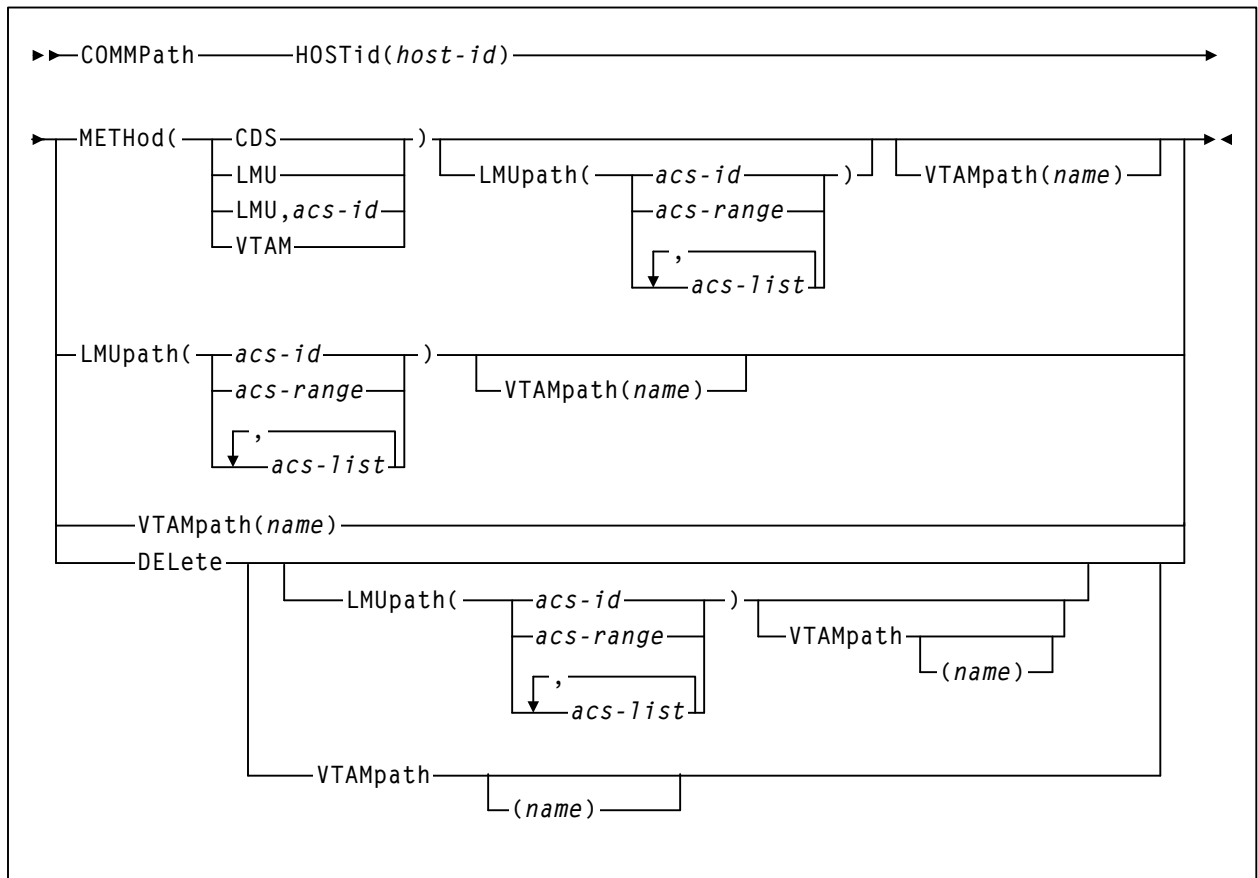 COMMPath HOSTid(host-id)
METHod( CDS ) 
LMU LMUpath( acs-id ) VTAMpath(name)
LMU,acs-id acs-range
VTAM
,
acs-list
LMUpath( acs-id )
acs-range VTAMpath(name)
,
acs-list
VTAMpath(name)
DELete
LMUpath( acs-id )
acs-range VTAMpath
(name)
,
acs-list
VTAMpath
(name)